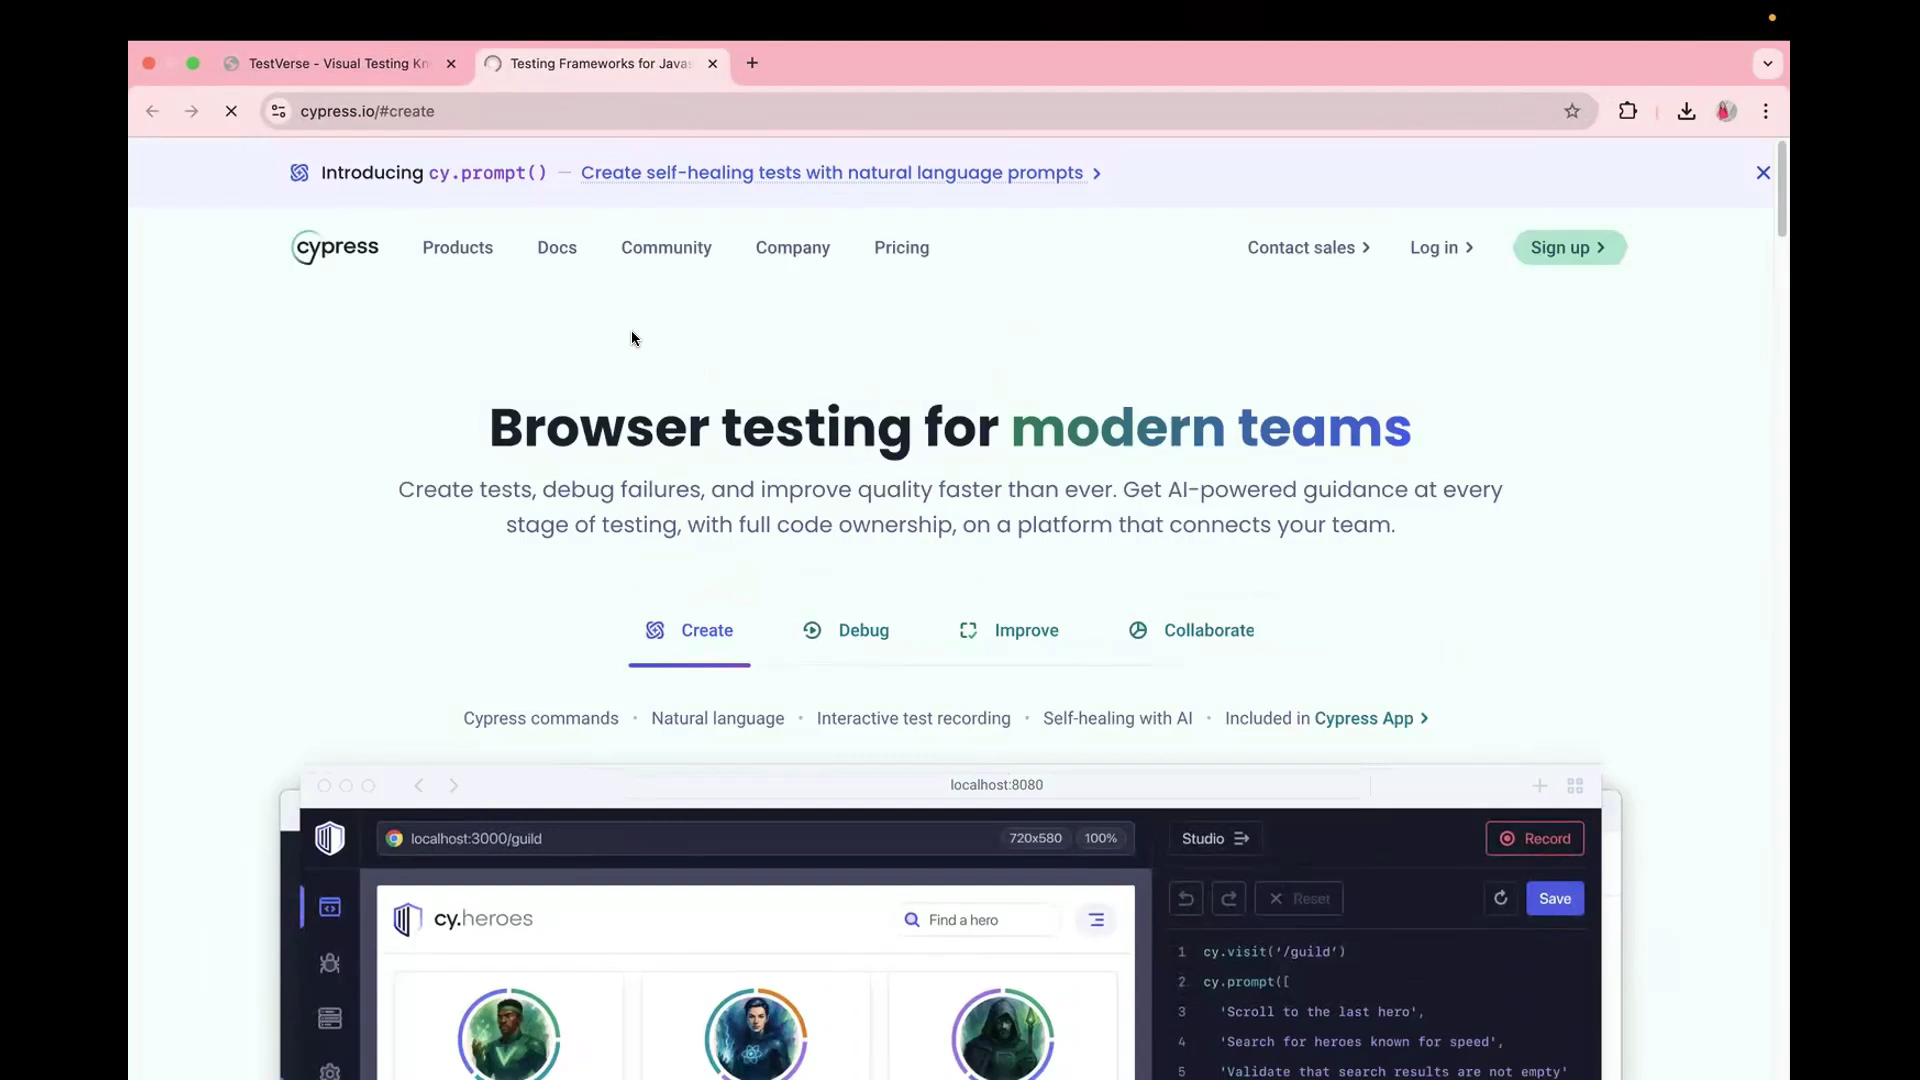 TestVerse - Visual Testing Kn
Testing Frameworks for Javas
cypress.io/#create
Introducing cy.prompt() — Create self-healing tests with natural language prompts
cypress
Products
Docs
Community
Company
Pricing
Contact sales
Log in
Sign up
Browser testing for modern teams
Create tests, debug failures, and improve quality faster than ever. Get AI-powered guidance at every
stage of testing, with full code ownership, on a platform that connects your team.
Create
Debug
Improve
Collaborate
Cypress commands • Natural language • Interactive test recording • Self-healing with AI • Included in Cypress App
localhost:8080
localhost:3000/guild
720x580
100%
Studio
Record
cy.heroes
Find a hero
Reset
Save
1 cy.visit('/guild')
2 cy.prompt([
3 'Scroll to the last hero',
4 'Search for heroes known for speed',
5 'Validate that search results are not empty'